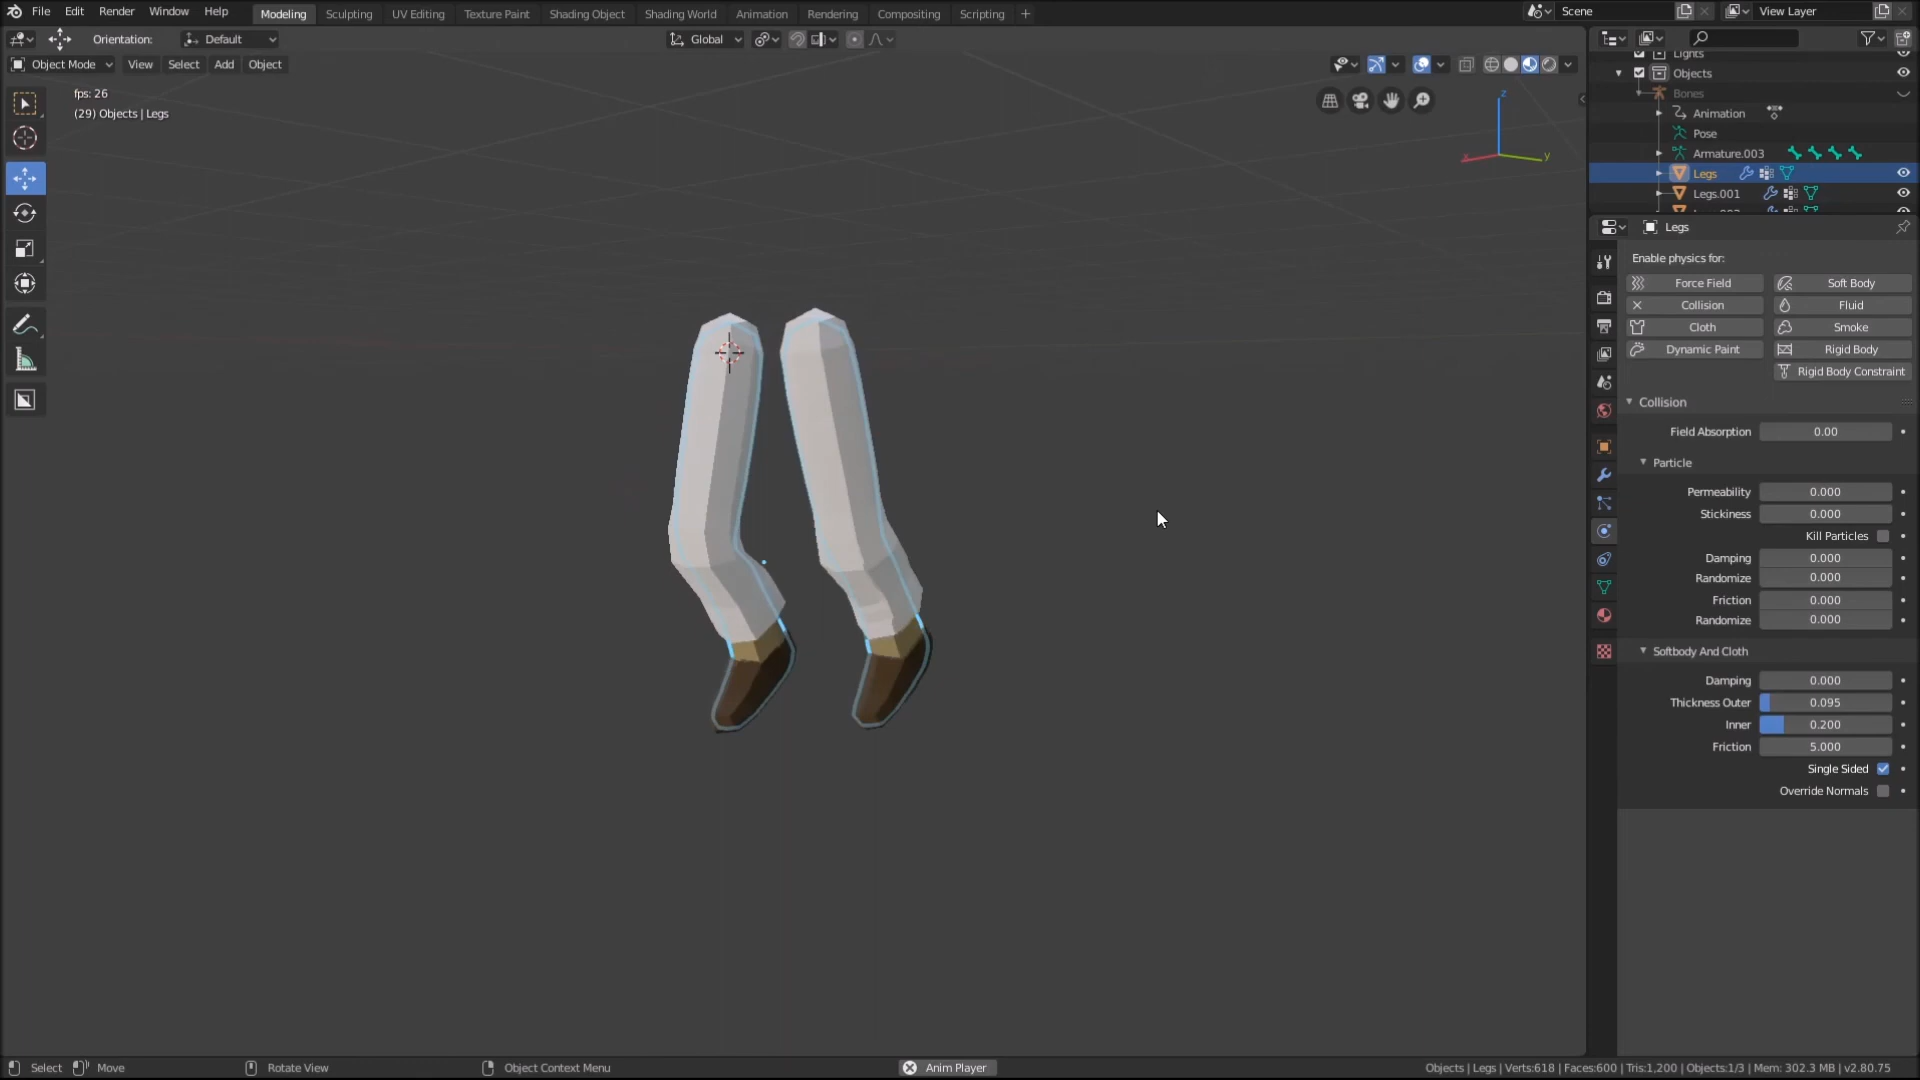 File Edit Render Window Help Modeling Sculpting UV Editing Texture Paint Shading Object Shading World Animation Rendering Compositing Scripting + Scene View Layer
Orientation: Default Global
Object Mode View Select Add Object
fps: 26
(29) Objects | Legs
Z
X
Y
Lights
Objects
Bones
Animation
Pose
Armature.003
Legs
Legs.001
Legs
Enable physics for:
Force Field Soft Body
Collision Fluid
Cloth Smoke
Dynamic Paint Rigid Body
Rigid Body Constraint
Collision
Field Absorption 0.00
Particle
Permeability 0.000
Stickiness 0.000
Kill Particles
Damping 0.000
Randomize 0.000
Friction 0.000
Randomize 0.000
Softbody And Cloth
Damping 0.000
Thickness Outer 0.095
Inner 0.200
Friction 5.000
Single Sided
Override Normals
Select Move Rotate View Object Context Menu Anim Player Objects | Legs | Verts:618 | Faces:600 | Tris:1,200 | Objects:1/3 | Mem: 302.3 MB | v2.80.75